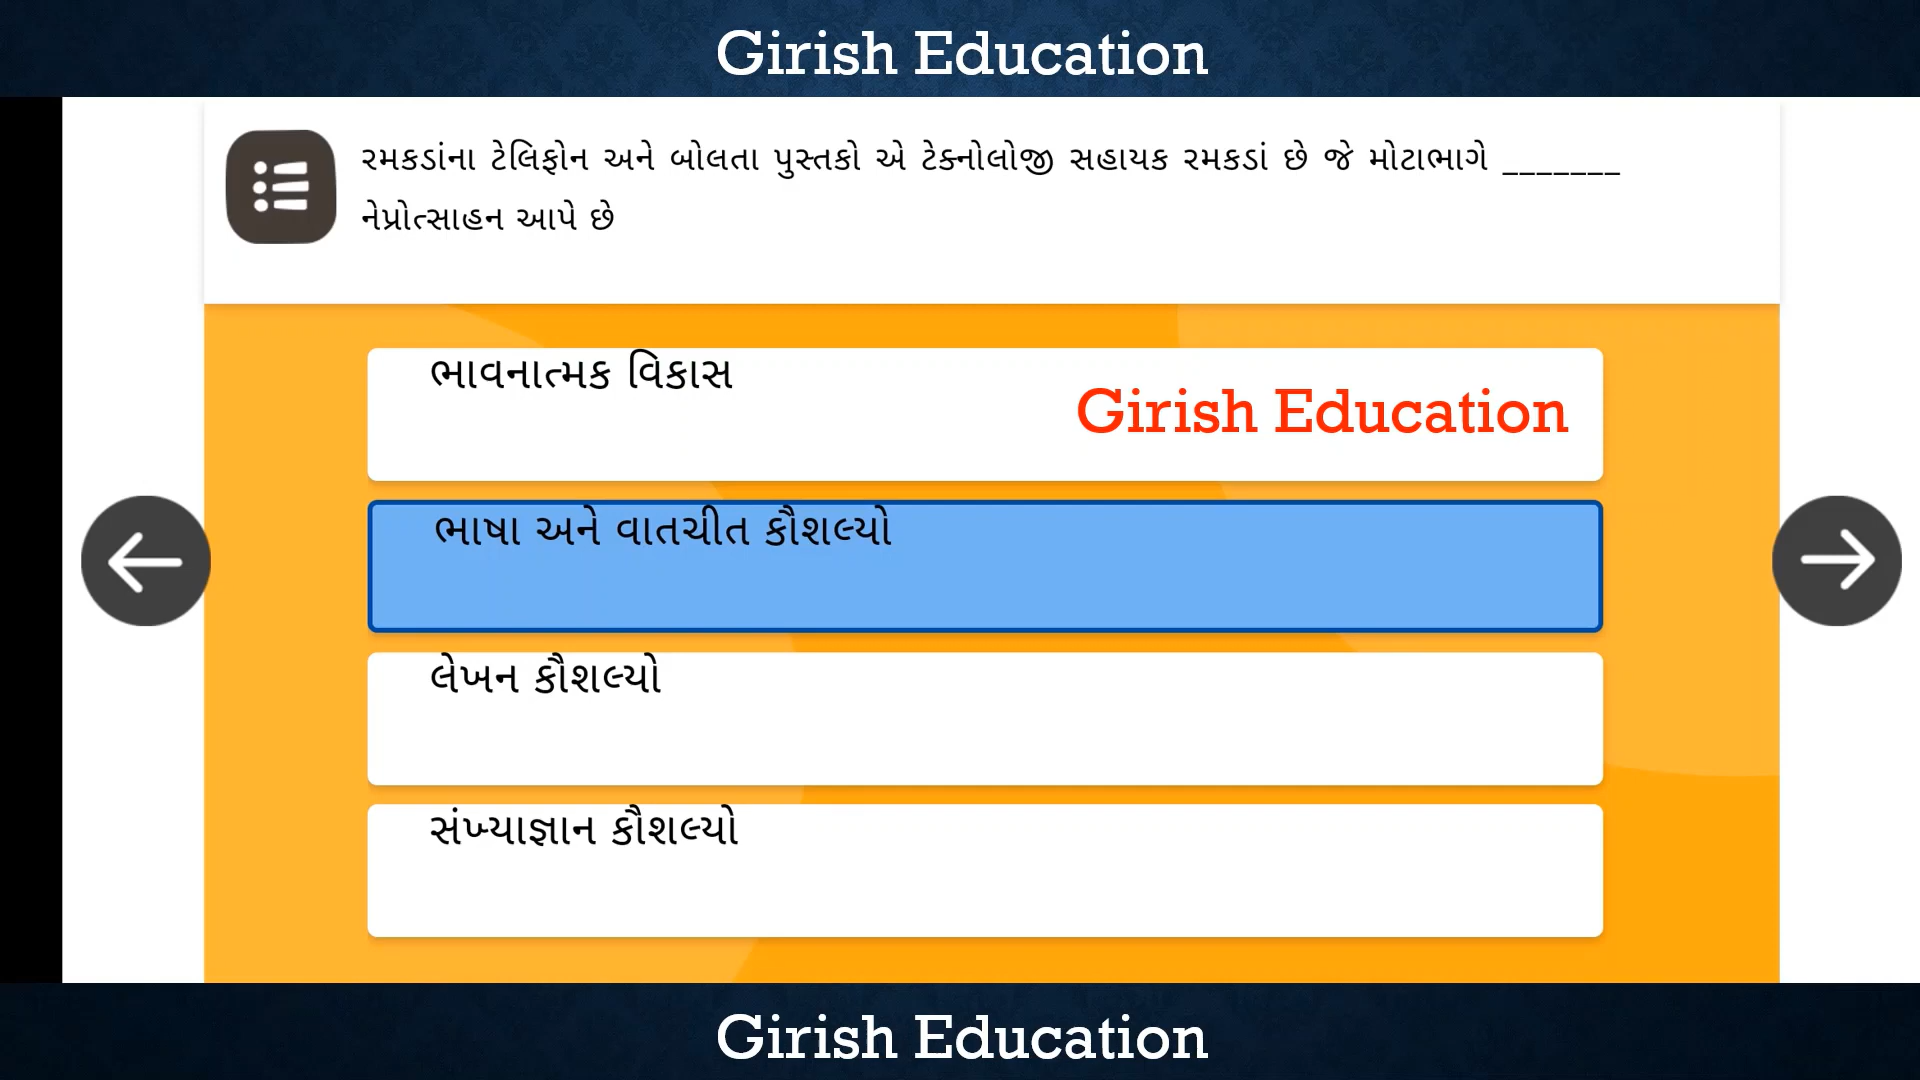 Girish Education
રમકડાંના ટેલિફોન અને બોલતા પુસ્તકો એ ટેક્નોલોજી સહાયક રમકડાં છે જે મોટાભાગે _______
નેપ્રોત્સાહન આપે છે
ભાવનાત્મક વિકાસ
Girish Education
ભાષા અને વાતચીત કૌશલ્યો
લેખન કૌશલ્યો
સંખ્યાજ્ઞાન કૌશલ્યો
Girish Education